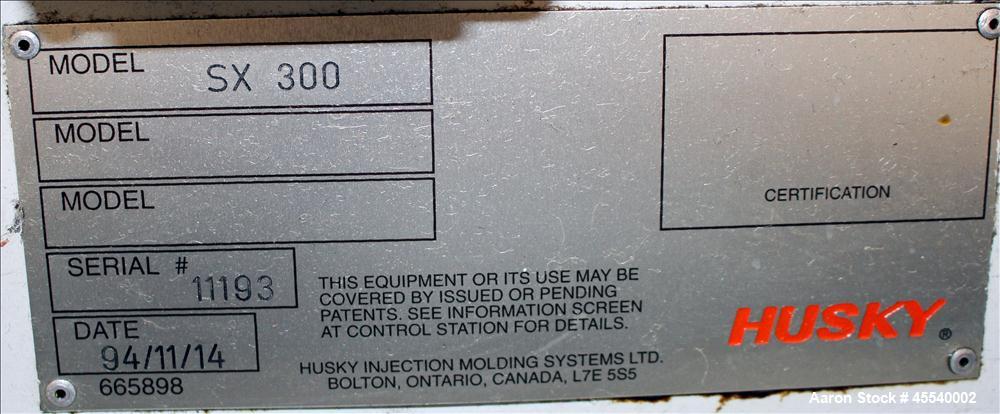 MODEL SX 300
MODEL
MODEL
SERIAL # 11193
DATE 94/11/14
665898
THIS EQUIPMENT OR ITS USE MAY BE
COVERED BY ISSUED OR PENDING
PATENTS. SEE INFORMATION SCREEN
AT CONTROL STATION FOR DETAILS.
HUSKY INJECTION MOLDING SYSTEMS LTD.
BOLTON, ONTARIO, CANADA, L7E 5S5
CERTIFICATION
HUSKY®
Aaron Stock # 45540002